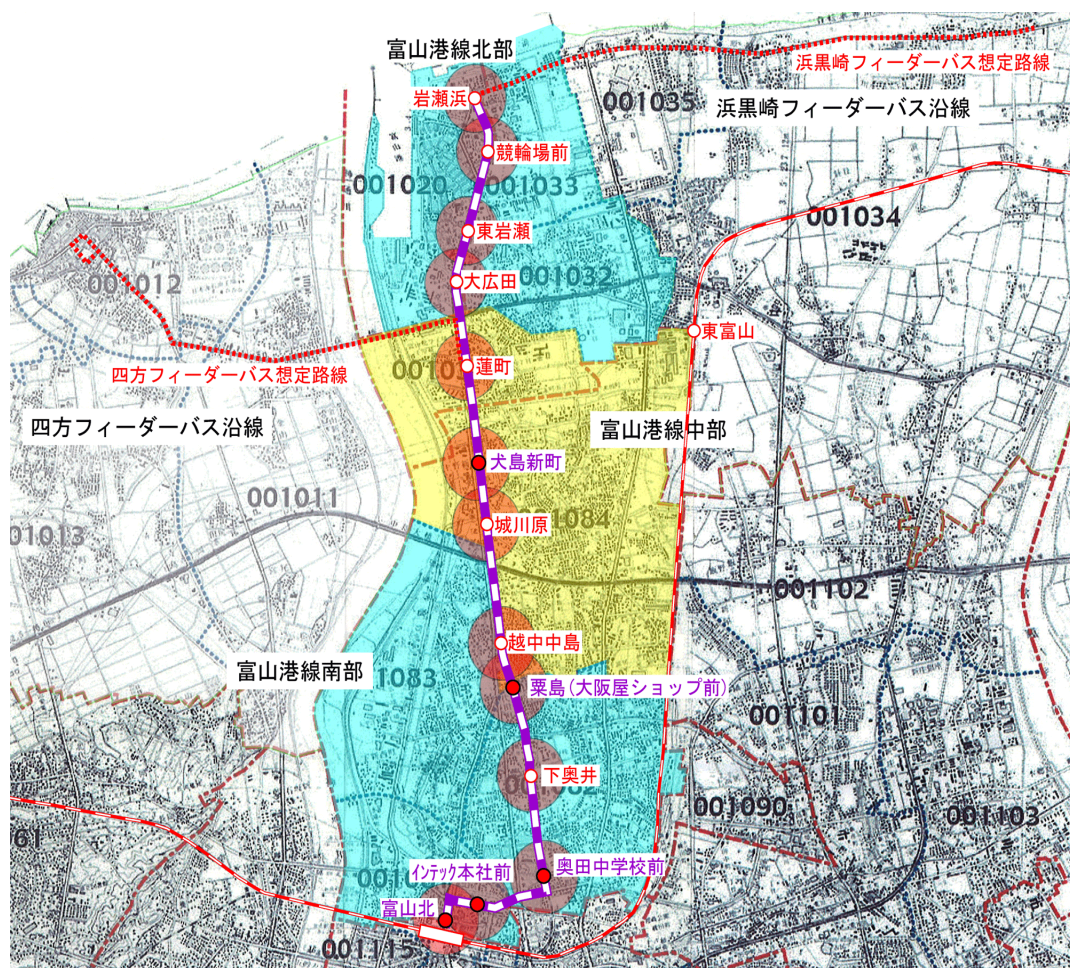 富山港線北部
岩瀬浜
浜黒崎フィーダーバス想定路線
001035
浜黒崎フィーダーバス沿線
競輪場前
001020
001033
001034
東岩瀬
001012
大広田
001032
東富山
四方フィーダーバス想定路線
蓮町
四方フィーダーバス沿線
富山港線中部
犬島新町
001011
001013
城川原
001084
001102
越中中島
富山港線南部
1083
粟島(大阪屋ショップ前)
001101
下奥井
001090
001103
61
インテック本社前
奥田中学校前
富山北
001115